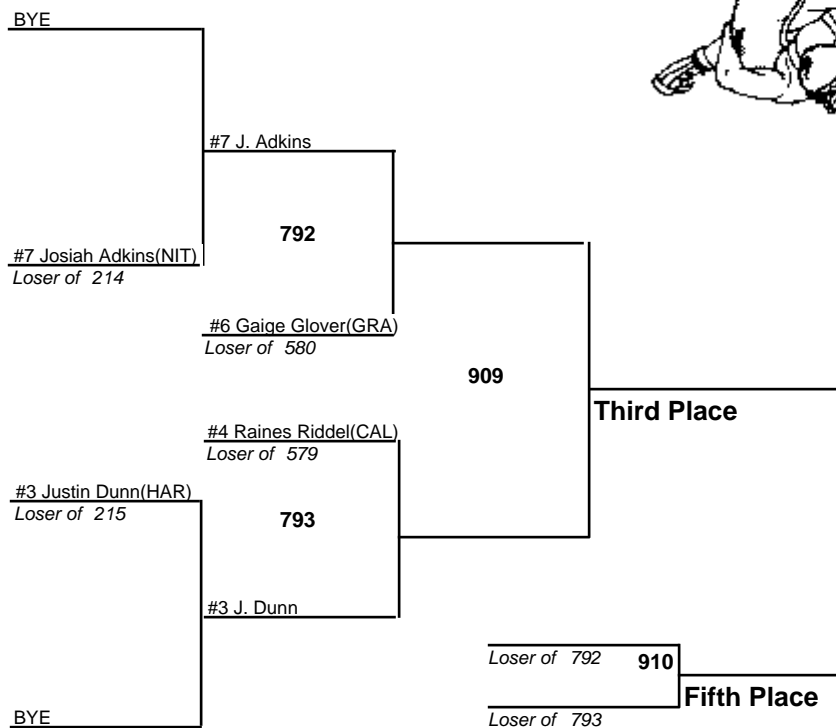 BYE
#7 J. Adkins
792
#7 Josiah Adkins(NIT)
Loser of 214
#6 Gaige Glover(GRA)
Loser of 580
909
Third Place
#4 Raines Riddel(CAL)
Loser of 579
#3 Justin Dunn(HAR)
Loser of 215
793
#3 J. Dunn
Loser of 792
910
Fifth Place
BYE
Loser of 793